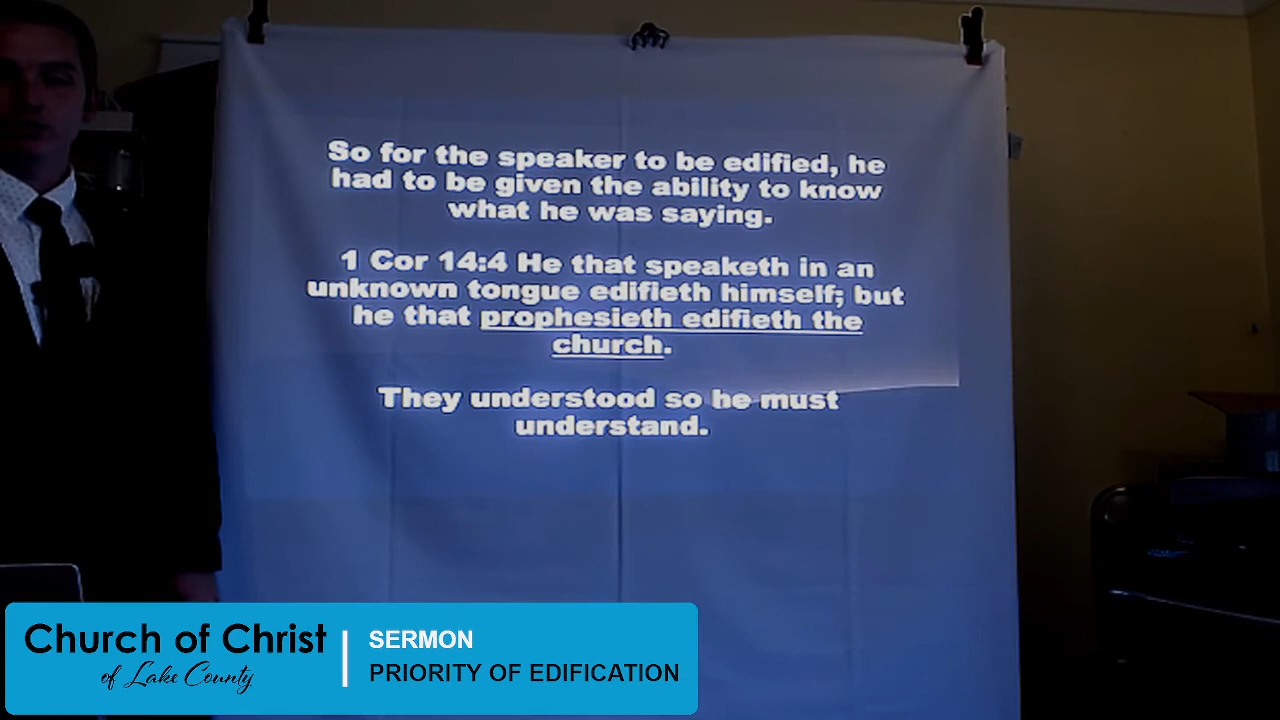 So for the speaker to be edified, he
had to be given the ability to know
what he was saying.
1 Cor 14:4 He that speaketh in an
unknown tongue edifieth himself; but
he that prophesieth edifieth the
church.
They understood so he must
understand.
Church of Christ
of Lake County
SERMON
PRIORITY OF EDIFICATION